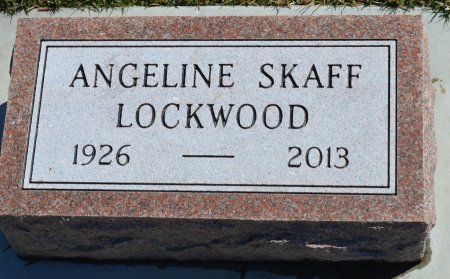 ANGELINE SKAFF
LOCKWOOD
1926 — 2013